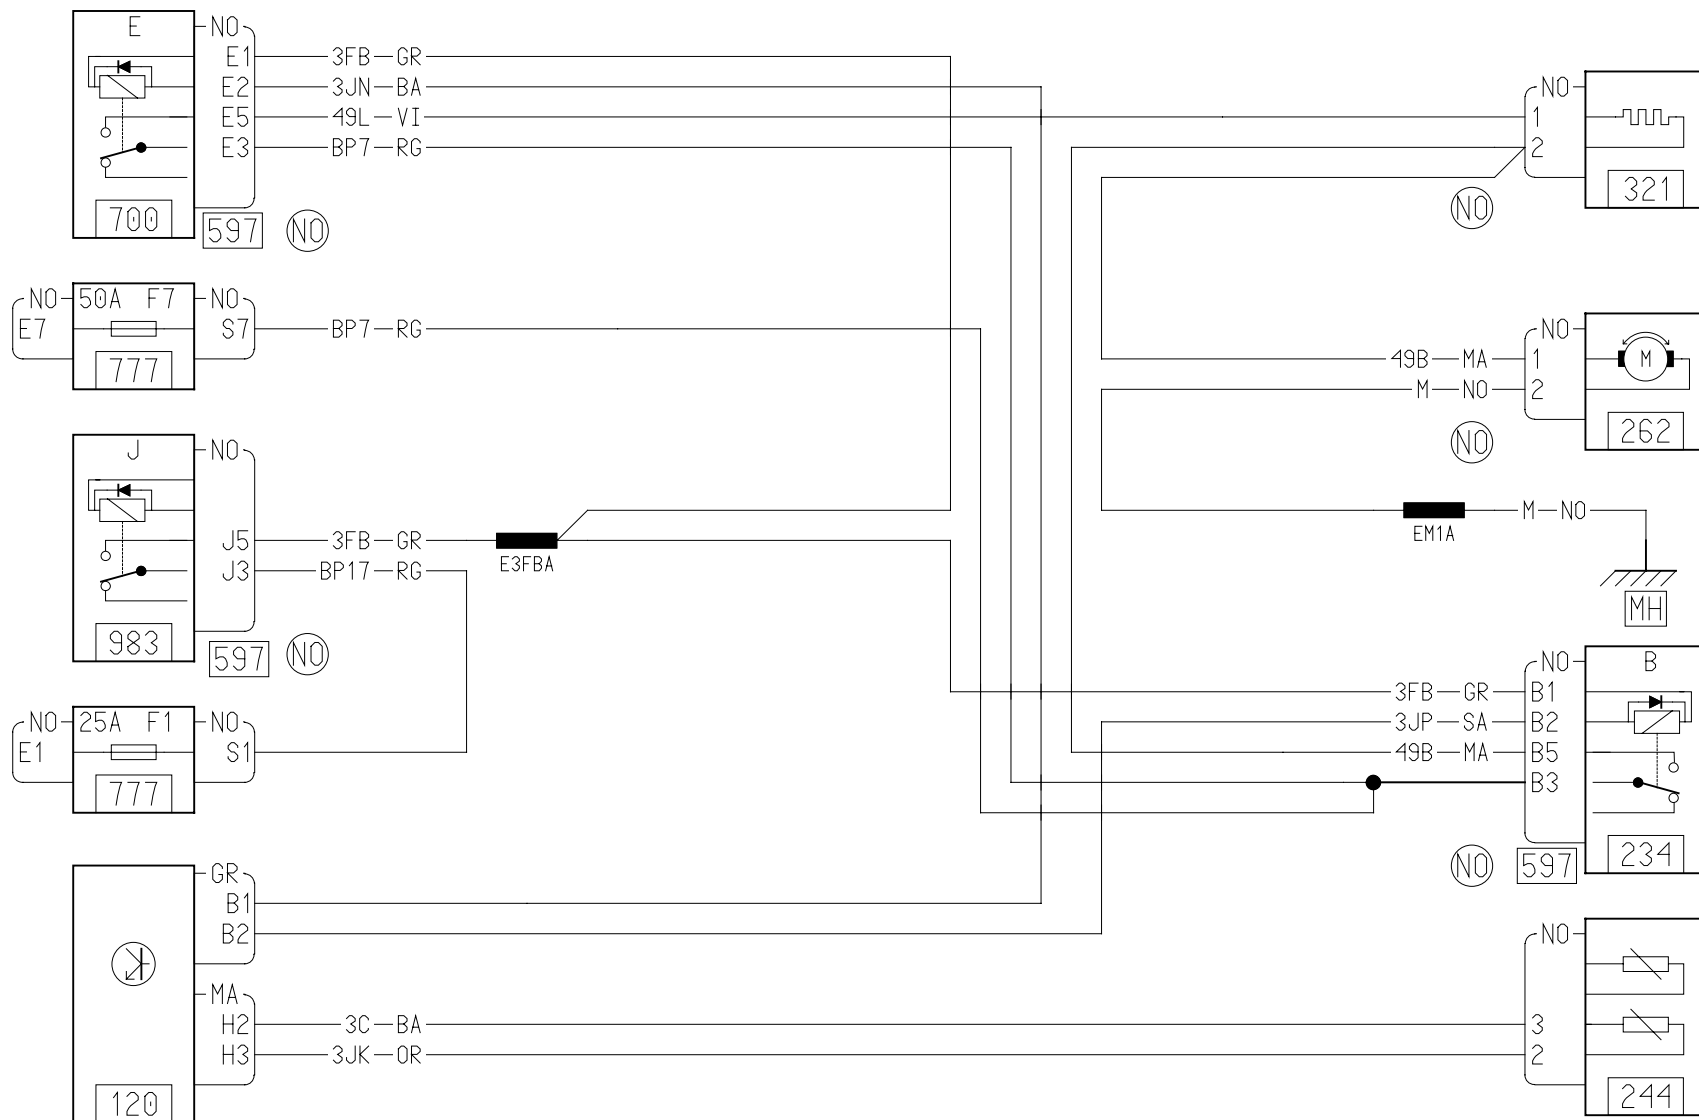 E NO
E1 3FB GR
E2 3JN BA
E5 49L VI
E3 BP7 RG
700 597 NO
NO 50A F7 NO
E7 S7 BP7 RG
777
J NO
J5 3FB GR
J3 BP17 RG
E3FBA
983 597 NO
NO 25A F1 NO
E1 S1
777
GR
B1
B2
MA
H2 3C BA
H3 3JK OR
120
NO
1
2
321
NO
NO
49B MA 1 M
M NO 2
262
NO
M NO
EM1A
MH
NO B
3FB GR B1
3JP SA B2
49B MA B5
B3
NO 597 234
NO
3
2
244